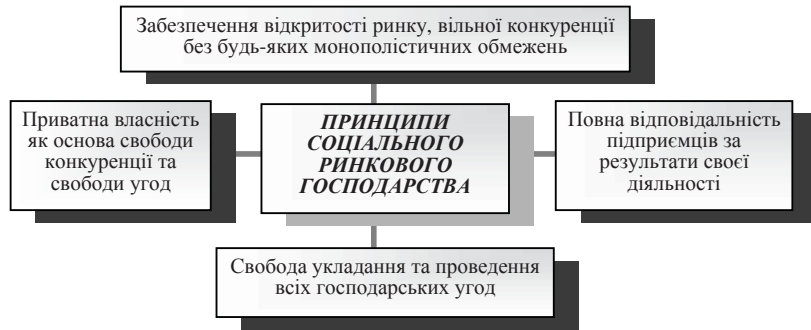 Забезпечення відкритості ринку, вільної конкуренції
без будь-яких монополістичних обмежень
Приватна власність
як основа свободи
конкуренції та
свободи угод
ПРИНЦИПИ
СОЦІАЛЬНОГО
РИНКОВОГО
ГОСПОДАРСТВА
Повна відповідальність
підприємців за
результати своєї
діяльності
Свобода укладання та проведення
всіх господарських угод